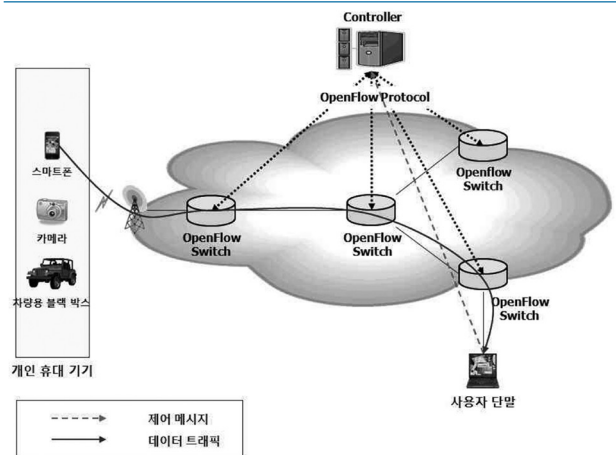 Controller
OpenFlow Protocol
스마트폰
카메라
차량용 블랙 박스
개인 휴대 기기
OpenFlow
Switch
OpenFlow
Switch
Openflow
Switch
OpenFlow
Switch
사용자 단말
제어 메시지
데이터 트래픽